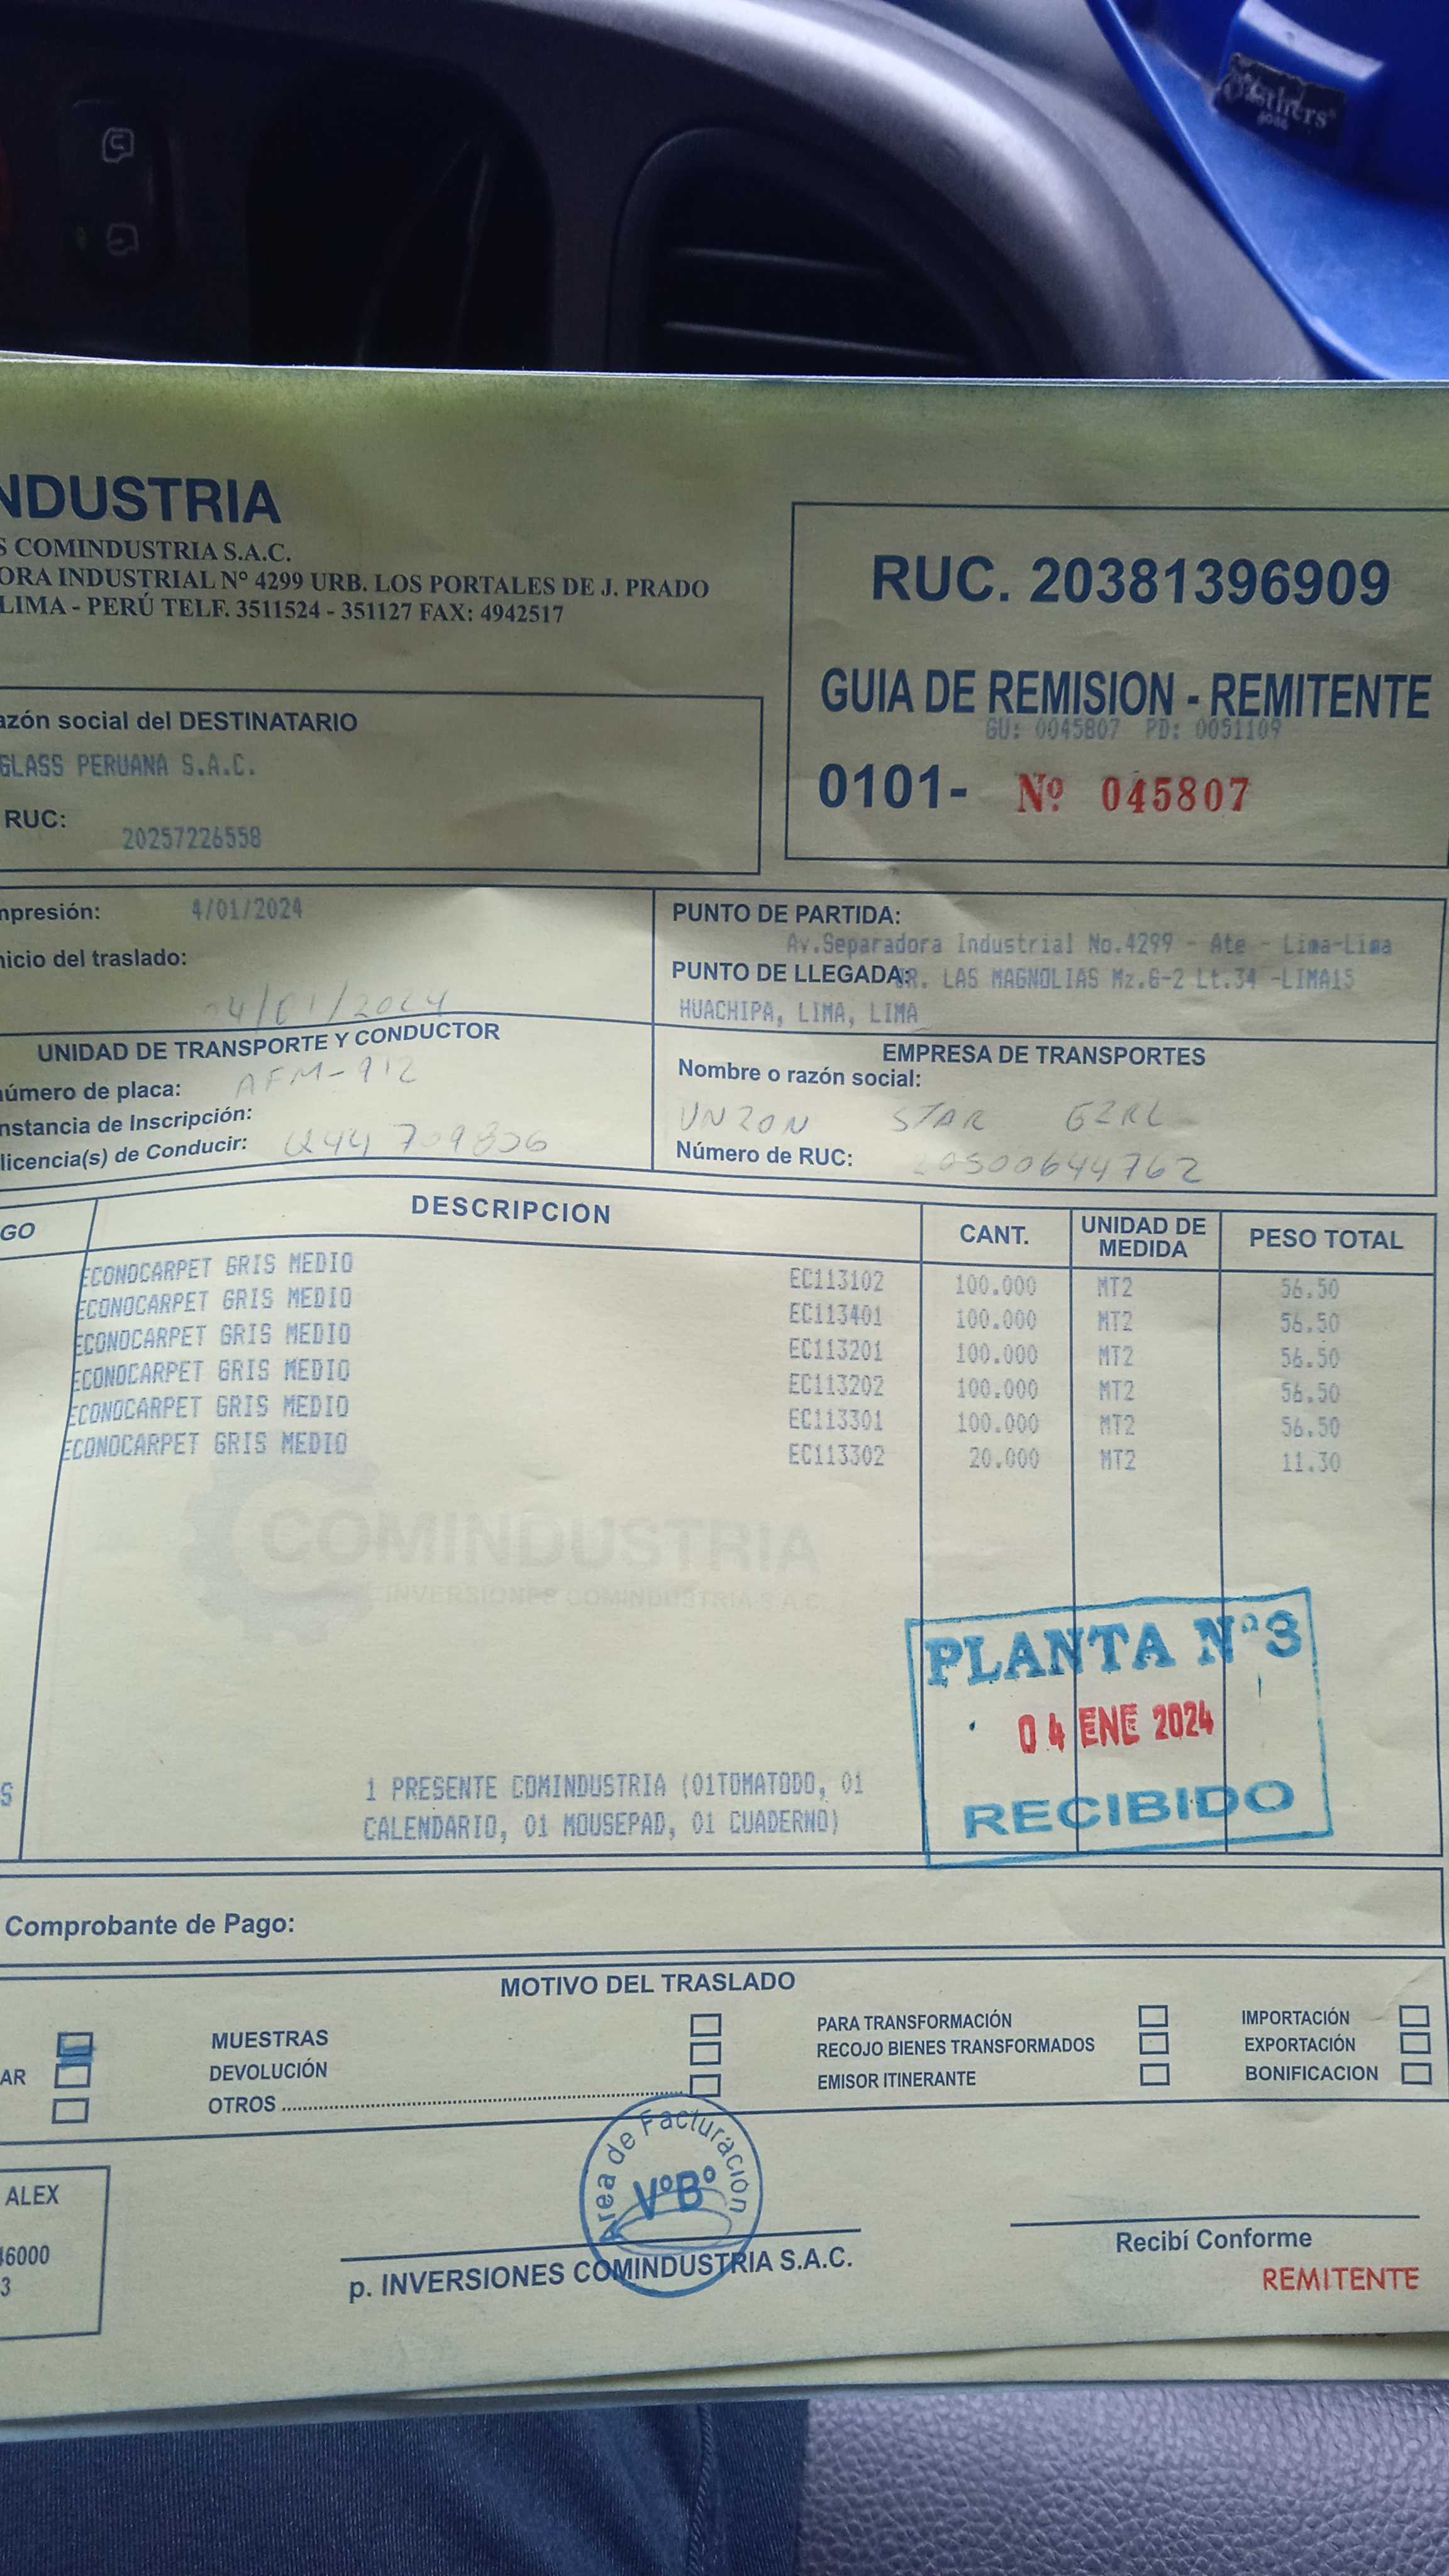 NDUSTRIA
S COMINDUSTRIA S.A.C.
ORA INDUSTRIAL Nº 4299 URB. LOS PORTALES DE J. PRADO
LIMA - PERÚ TELF. 3511524 - 351127 FAX: 4942517
RUC. 20381396909
GUIA DE REMISION - REMITENTE
GU: 0045807 PD: 0051109
0101- Nº 045807
azón social del DESTINATARIO
GLASS PERUANA S.A.C.
RUC:
20257226558
mpresión: 4/01/2024
nicio del traslado:
04/01/2024
PUNTO DE PARTIDA:
Av.Separadora Industrial No.4299 - Ate - Lima-Lima
PUNTO DE LLEGADA: JR. LAS MAGNOLIAS Mz.G-2 Lt.34 -LIMA15
HUACHIPA, LIMA, LIMA
UNIDAD DE TRANSPORTE Y CONDUCTOR
número de placa: AFM-912
nstancia de Inscripción:
licencia(s) de Conducir:
EMPRESA DE TRANSPORTES
Nombre o razón social:
STAR
Número de RUC: 20500644762
GO DESCRIPCION CANT. UNIDAD DE MEDIDA PESO TOTAL
ECONOCARPET GRIS MEDIO EC113102 100.000 MT2 56.50
ECONOCARPET GRIS MEDIO EC113401 100.000 MT2 56.50
ECONOCARPET GRIS MEDIO EC113201 100.000 MT2 56.50
ECONOCARPET GRIS MEDIO EC113202 100.000 MT2 56.50
ECONOCARPET GRIS MEDIO EC113301 100.000 MT2 56.50
ECONOCARPET GRIS MEDIO EC113302 20.000 MT2 11.30
COMINDUSTRIA
INVERSIONES COMINDUSTRIA S.A.C.
PLANTA Nº3
04 ENE 2024
RECIBIDO
S
1 PRESENTE COMINDUSTRIA (01TOMATODO, 01
CALENDARIO, 01 MOUSEPAD, 01 CUADERNO)
Comprobante de Pago:
MOTIVO DEL TRASLADO
MUESTRAS PARA TRANSFORMACIÓN IMPORTACIÓN
AR DEVOLUCIÓN RECOJO BIENES TRANSFORMADOS EXPORTACIÓN
OTROS EMISOR ITINERANTE BONIFICACION
Area de Facturación
VºBº
ALEX
46000
3
p. INVERSIONES COMINDUSTRIA S.A.C.
Recibí Conforme
REMITENTE